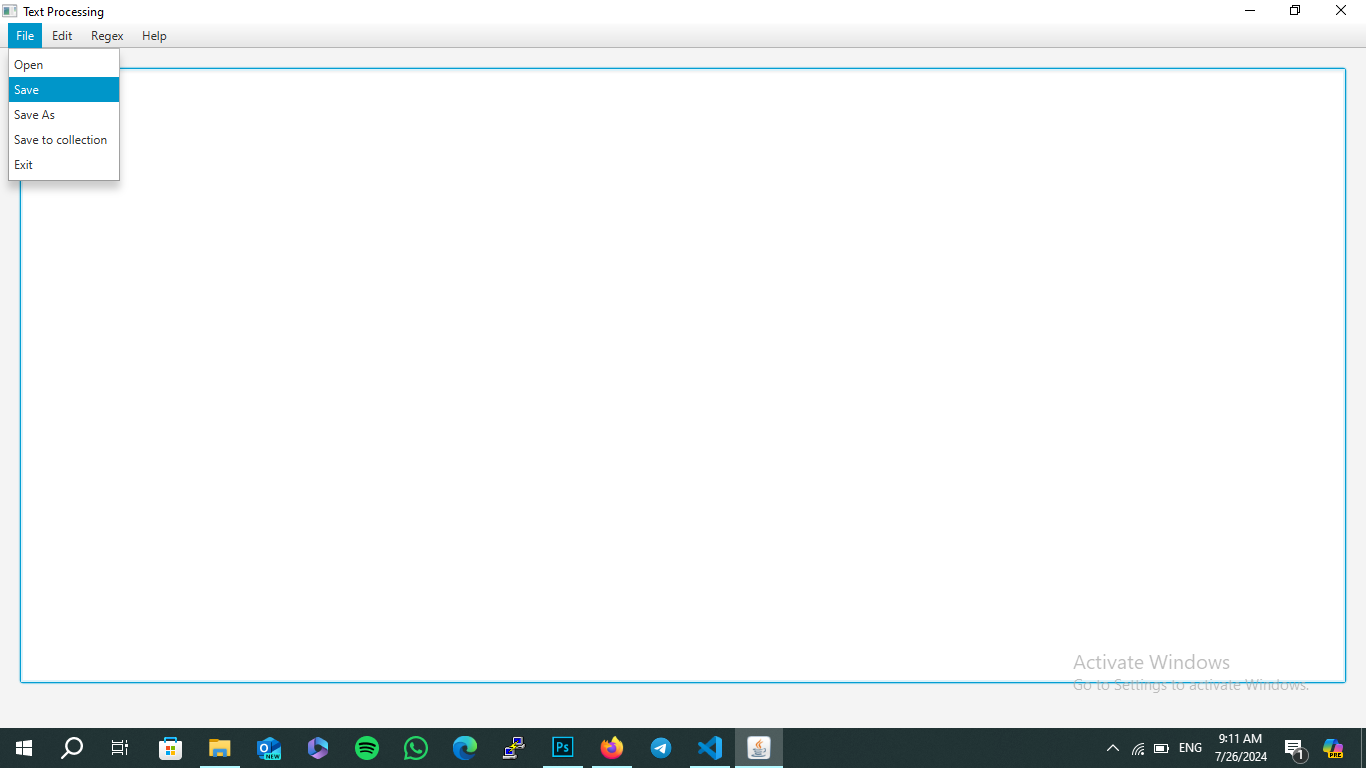 Text Processing
File Edit Regex Help
Open
Save
Save As
Save to collection
Exit
Activate Windows
Go to Settings to activate Windows.
NEW
Ps
ENG
9:11 AM
7/26/2024
1
PRE